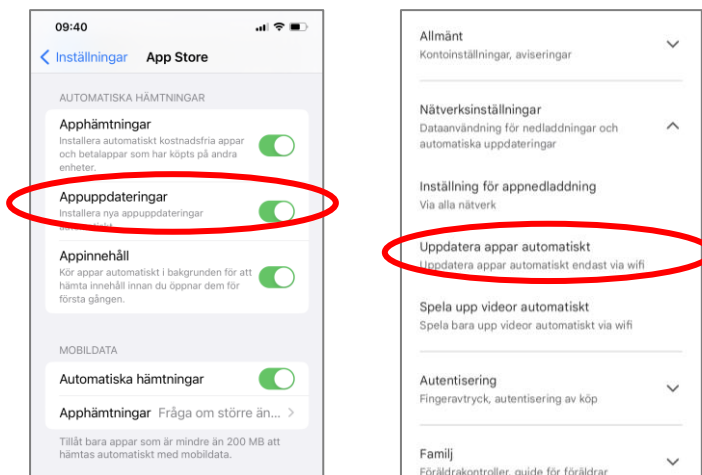 09:40
Inställningar App Store
AUTOMATISKA HÄMTNINGAR
Apphämtningar
Installera automatiskt kostnadsfria appar
och betalappar som har köpts på andra
enheter.
Appuppdateringar
Installera nya appuppdateringar
automatiskt.
Appinnehåll
Kör appar automatiskt i bakgrunden för att
hämta innehåll innan du öppnar dem för
första gången.
MOBILDATA
Automatiska hämtningar
Apphämtningar Fråga om större än...
Tillåt bara appar som är mindre än 200 MB att
hämtas automatiskt med mobildata.
Allmänt
Kontoinställningar, aviseringar
Nätverksinställningar
Dataanvändning för nedladdningar och
automatiska uppdateringar
Inställning för appnedladdning
Via alla nätverk
Uppdatera appar automatiskt
Uppdatera appar automatiskt endast via wifi
Spela upp videor automatiskt
Spela bara upp videor automatiskt via wifi
Autentisering
Fingeravtryck, autentisering av köp
Familj
Föräldrakontroller, guide för föräldrar